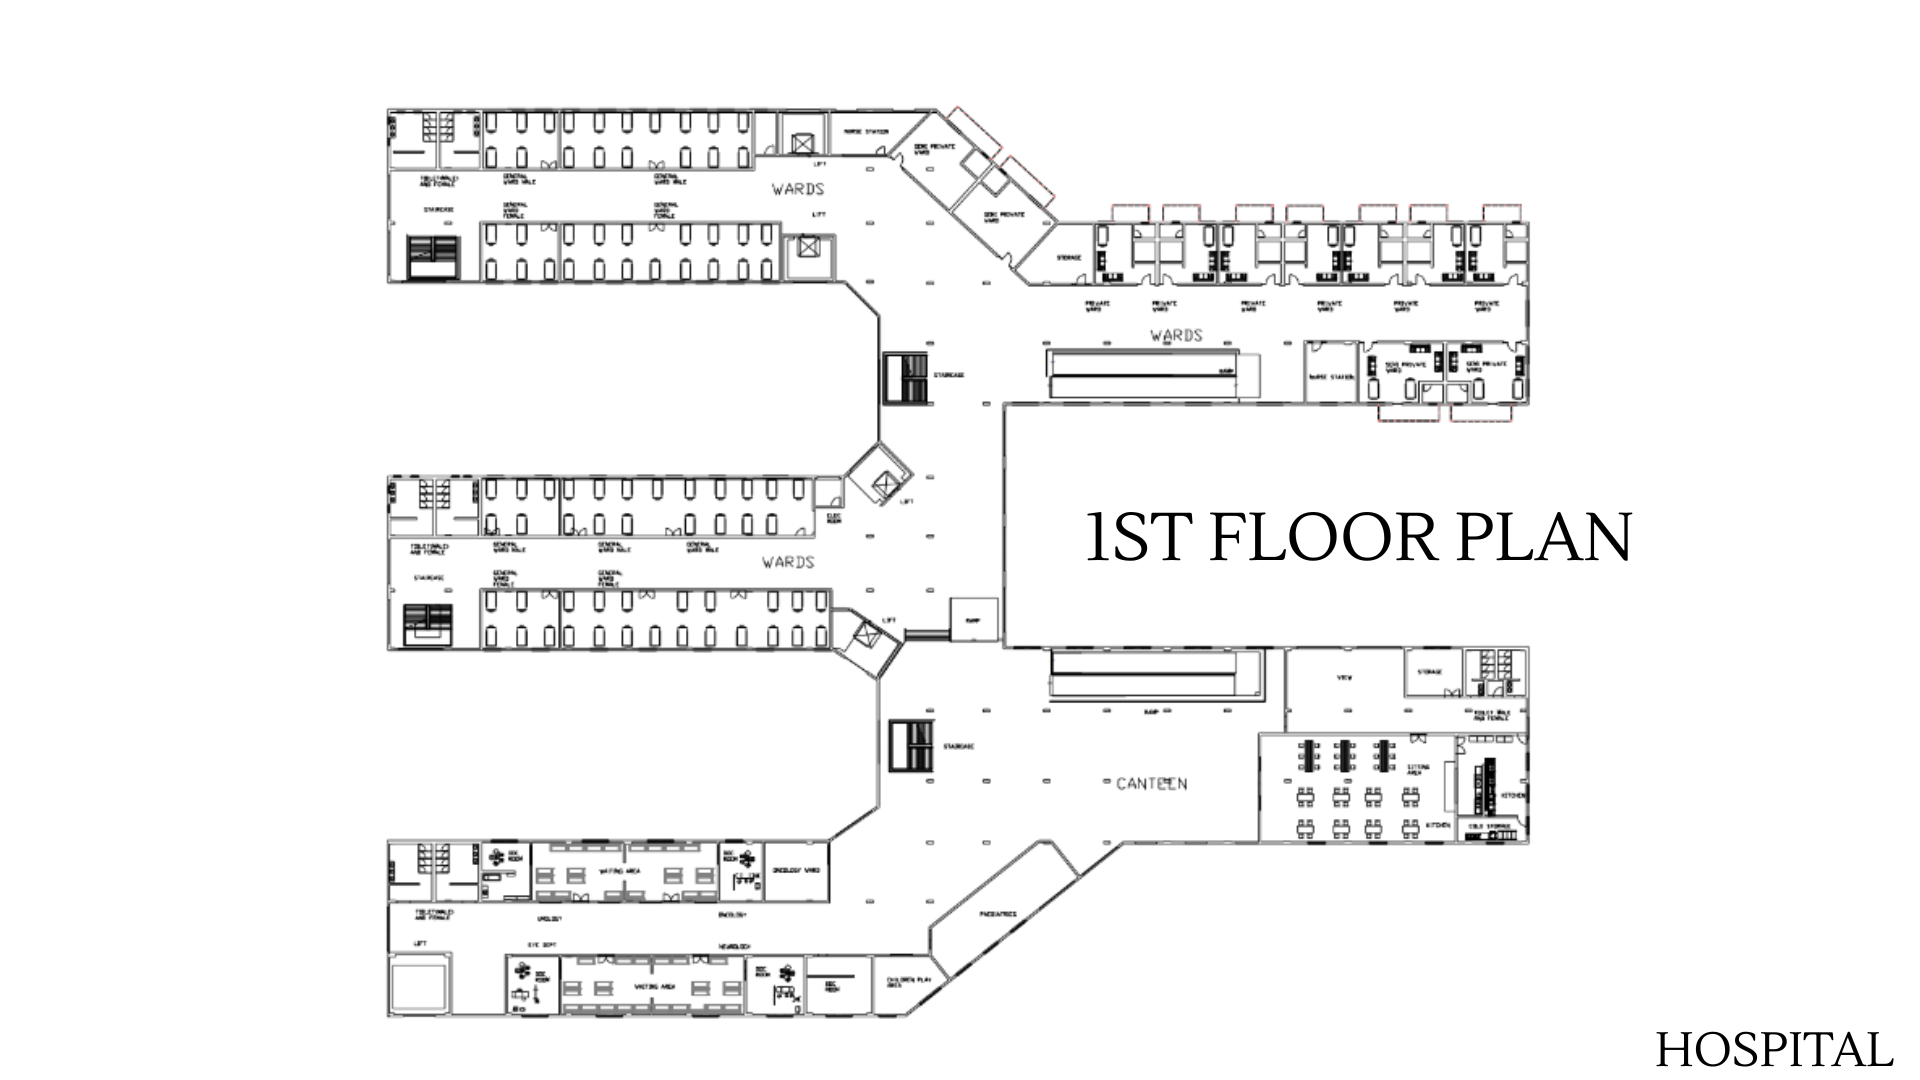 NURSE STATION
SEMI PRIVATE
WARD
LIFT
TOILET(MALE)
AND FEMALE
GENERAL
WARD MALE
GENERAL
WARD MALE
WARDS
STAIRCASE
GENERAL
WARD
FEMALE
GENERAL
WARD
FEMALE
LIFT
SEMI PRIVATE
WARD
STORAGE
PRIVATE
WARD
PRIVATE
WARD
PRIVATE
WARD
PRIVATE
WARD
PRIVATE
WARD
PRIVATE
WARD
WARDS
STAIRCASE
RAMP
NURSE STATION
SEMI PRIVATE
WARD
SEMI PRIVATE
WARD
LIFT
ELEC
ROOM
TOILET(MALE)
AND FEMALE
GENERAL
WARD MALE
GENERAL
WARD MALE
GENERAL
WARD MALE
WARDS
1ST FLOOR PLAN
STAIRCASE
GENERAL
WARD
FEMALE
GENERAL
WARD
FEMALE
LIFT
RAMP
VIEW
STORAGE
RAMP
TOILET MALE
AND FEMALE
STAIRCASE
CANTEEN
SITTING
AREA
KITCHEN
KITCHEN
COLD STORAGE
DOC
ROOM
WAITING AREA
DOC
ROOM
ONCOLOGY WARD
TOILET(MALE)
AND FEMALE
UROLOGY
ONCOLOGY
PAEDIATRICS
LIFT
EYE DEPT
NEUROLOGY
DOC
ROOM
WAITING AREA
DOC
ROOM
DOC
ROOM
CHILDREN PLAY
AREA
HOSPITAL